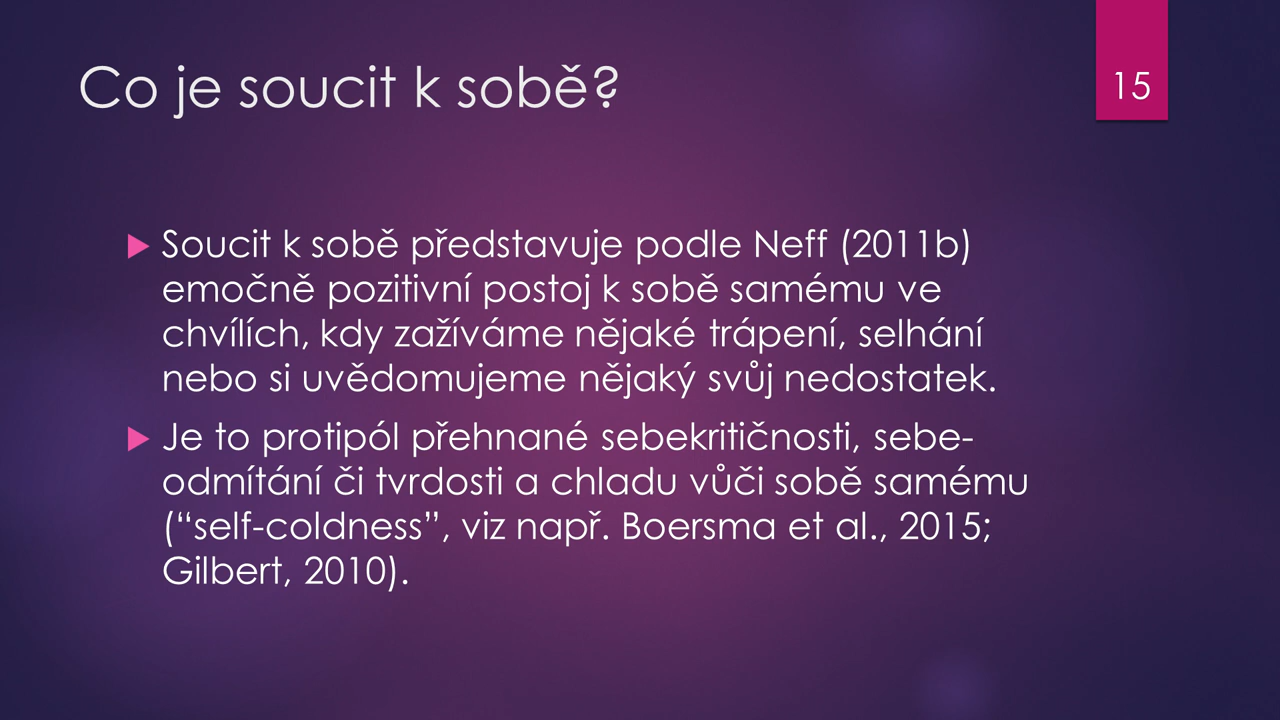 Co je soucit k sobě?
15
Soucit k sobě představuje podle Neff (2011b)
emočně pozitivní postoj k sobě samému ve
chvílích, kdy zažíváme nějaké trápení, selhání
nebo si uvědomujeme nějaký svůj nedostatek.
Je to protipól přehnané sebekritičnosti, sebe-
odmítání či tvrdosti a chladu vůči sobě samému
(“self-coldness”, viz např. Boersma et al., 2015;
Gilbert, 2010).